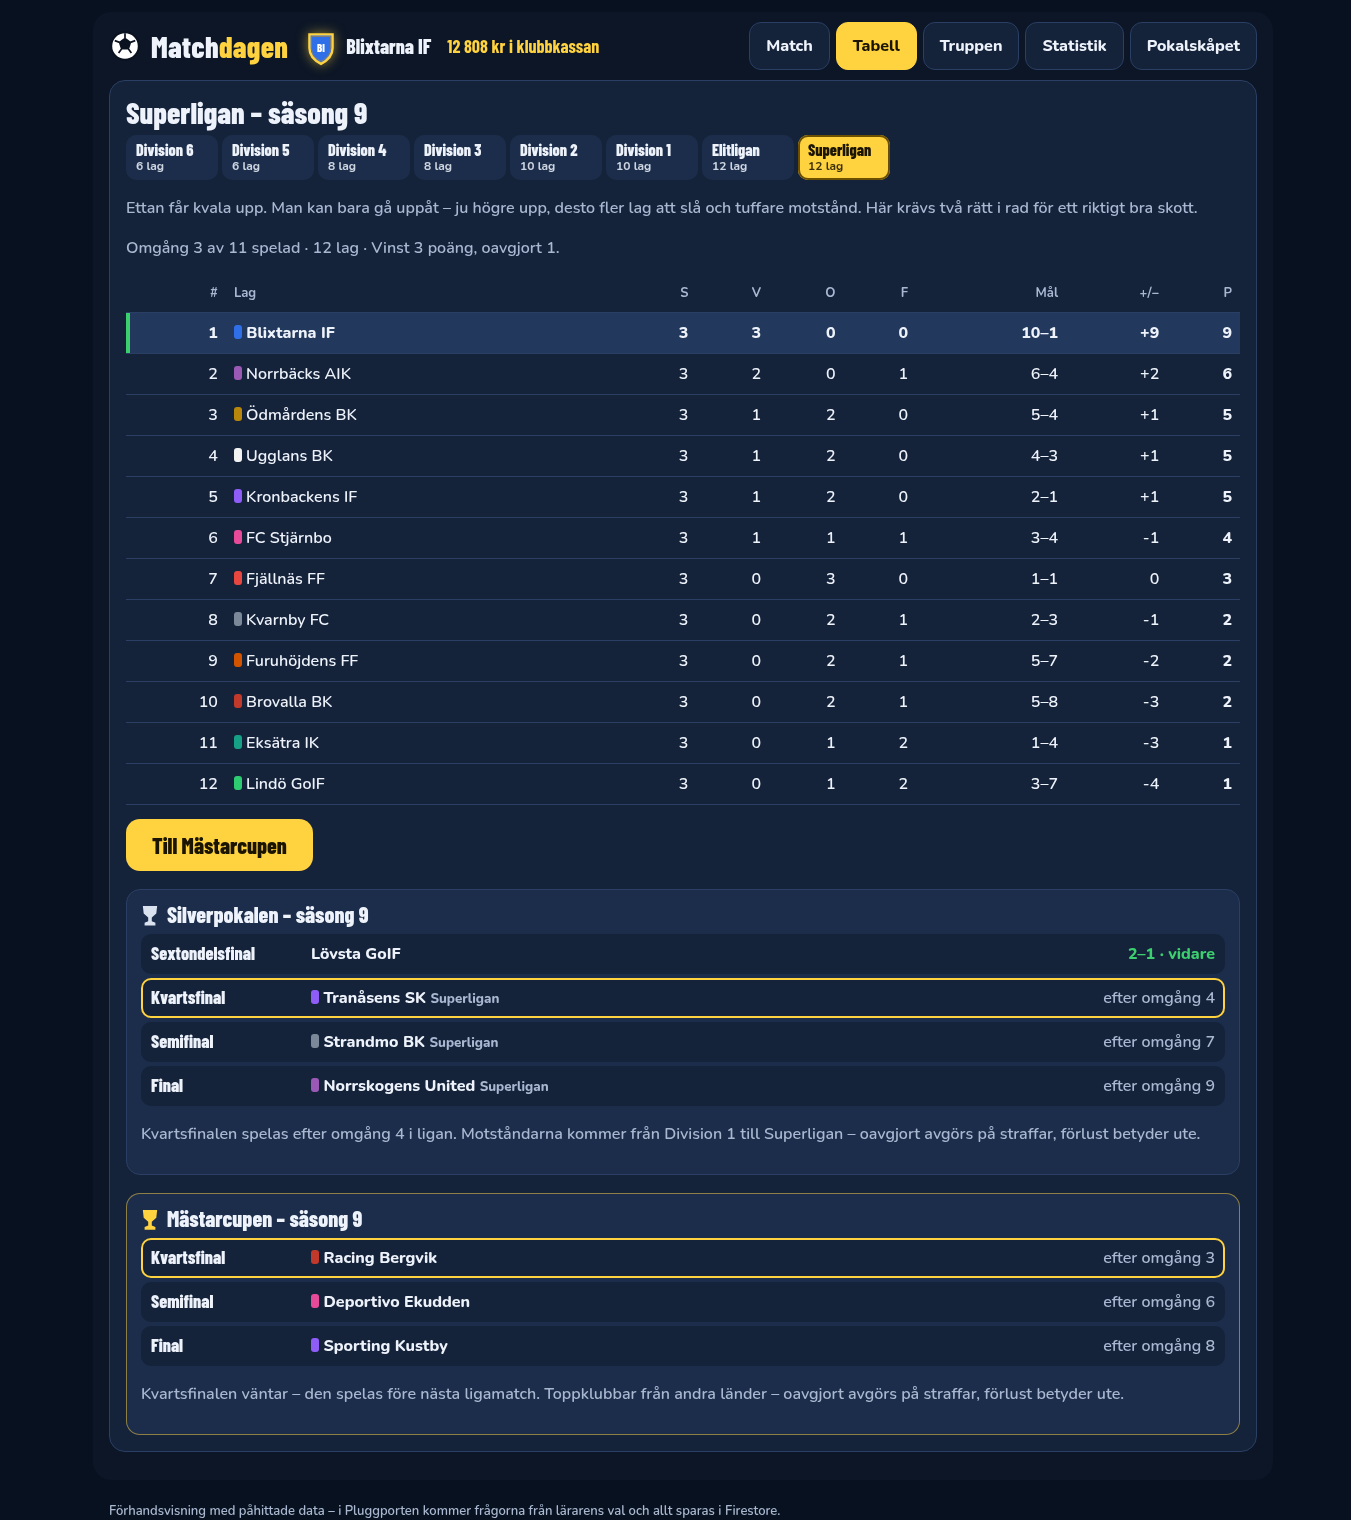 Matchdagen BI Blixtarna IF 12 808 kr i klubbkassan Match Tabell Truppen Statistik Pokalskåpet
Superligan – säsong 9
Division 6 Division 5 Division 4 Division 3 Division 2 Division 1 Elitligan Superligan
6 lag 6 lag 8 lag 8 lag 10 lag 10 lag 12 lag 12 lag
Ettan får kvala upp. Man kan bara gå uppåt – ju högre upp, desto fler lag att slå och tuffare motstånd. Här krävs två rätt i rad för ett riktigt bra skott.
Omgång 3 av 11 spelad · 12 lag · Vinst 3 poäng, oavgjort 1.
# Lag S V O F Mål +/− P
1 Blixtarna IF 3 3 0 0 10–1 +9 9
2 Norrbäcks AIK 3 2 0 1 6–4 +2 6
3 Ödmårdens BK 3 1 2 0 5–4 +1 5
4 Ugglans BK 3 1 2 0 4–3 +1 5
5 Kronbackens IF 3 1 2 0 2–1 +1 5
6 FC Stjärnbo 3 1 1 1 3–4 -1 4
7 Fjällnäs FF 3 0 3 0 1–1 0 3
8 Kvarnby FC 3 0 2 1 2–3 -1 2
9 Furuhöjdens FF 3 0 2 1 5–7 -2 2
10 Brovalla BK 3 0 2 1 5–8 -3 2
11 Eksätra IK 3 0 1 2 1–4 -3 1
12 Lindö GoIF 3 0 1 2 3–7 -4 1
Till Mästarcupen
Silverpokalen – säsong 9
Sextondelsfinal Lövsta GoIF 2–1 · vidare
Kvartsfinal Tranåsens SK Superligan efter omgång 4
Semifinal Strandmo BK Superligan efter omgång 7
Final Norrskogens United Superligan efter omgång 9
Kvartsfinalen spelas efter omgång 4 i ligan. Motståndarna kommer från Division 1 till Superligan – oavgjort avgörs på straffar, förlust betyder ute.
Mästarcupen – säsong 9
Kvartsfinal Racing Bergvik efter omgång 3
Semifinal Deportivo Ekudden efter omgång 6
Final Sporting Kustby efter omgång 8
Kvartsfinalen väntar – den spelas före nästa ligamatch. Toppklubbar från andra länder – oavgjort avgörs på straffar, förlust betyder ute.
Förhandsvisning med påhittade data – i Pluggporten kommer frågorna från lärarens val och allt sparas i Firestore.